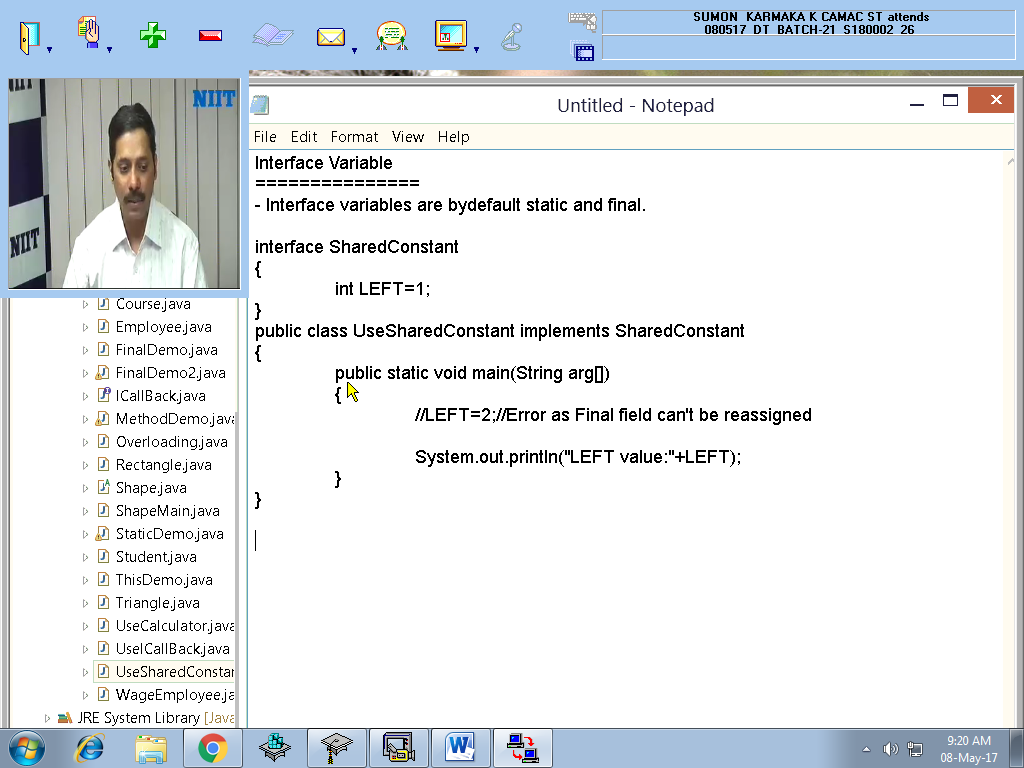 SUMON KARMAKA K CAMAC ST attends
080517 DT BATCH-21 S180002 26
NIIT
NIIT
Untitled - Notepad
File Edit Format View Help
Interface Variable
===============
- Interface variables are bydefault static and final.
interface SharedConstant
{
int LEFT=1;
}
public class UseSharedConstant implements SharedConstant
{
public static void main(String arg[])
{
//LEFT=2;//Error as Final field can't be reassigned
System.out.println("LEFT value:"+LEFT);
}
}
Course.java
Employee.java
FinalDemo.java
FinalDemo2.java
ICallBack.java
MethodDemo.java
Overloading.java
Rectangle.java
Shape.java
ShapeMain.java
StaticDemo.java
Student.java
ThisDemo.java
Triangle.java
UseCalculator.java
UseICallBack.java
UseSharedConstan
WageEmployee.ja
JRE System Library [Java
9:20 AM
08-May-17